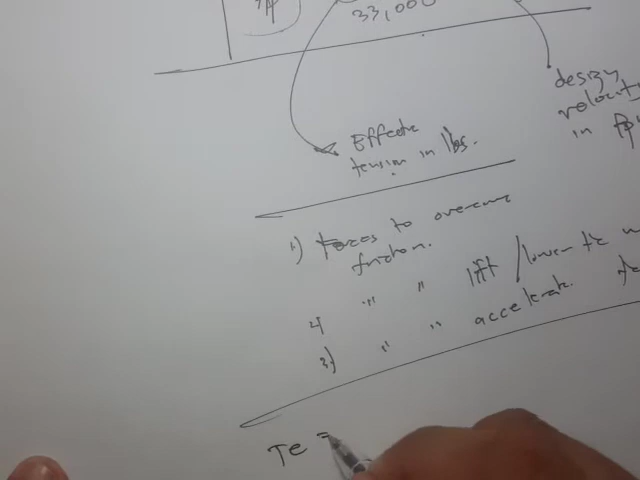 33,000
design
velocity
in
Effective
tension in lbs.
1) forces to overcome
friction.
2) " " lift / lower the
3) " " accelerate.
Te =